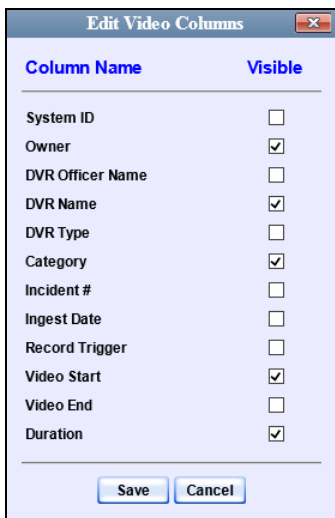 Edit Video Columns
Column Name Visible
System ID
Owner
DVR Officer Name
DVR Name
DVR Type
Category
Incident #
Ingest Date
Record Trigger
Video Start
Video End
Duration
Save Cancel